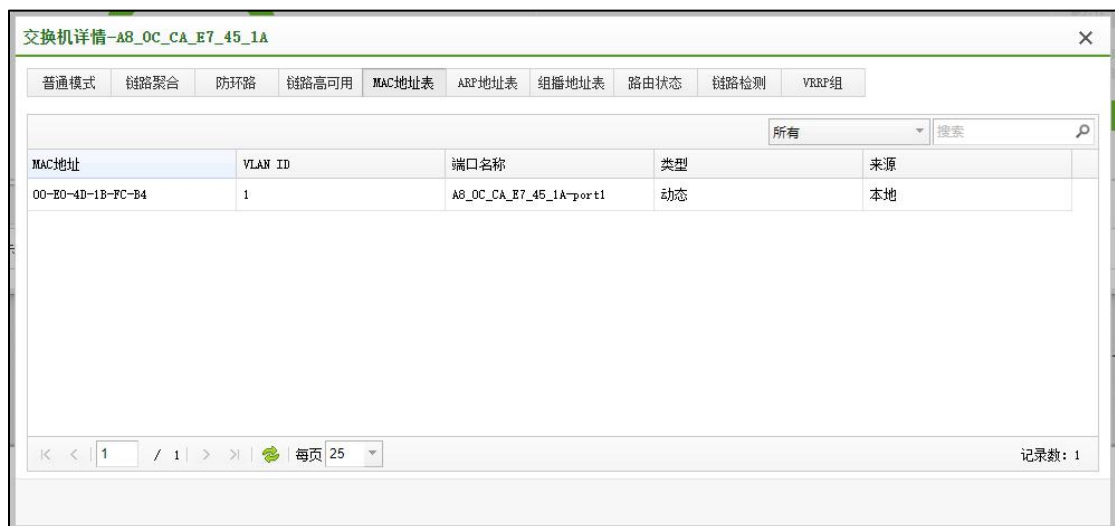 交换机详情-A8_0C_CA_E7_45_1A
普通模式 链路聚合 防环路 链路高可用 MAC地址表 ARP地址表 组播地址表 路由状态 链路检测 VRRP组
所有 搜索
MAC地址 VLAN ID 端口名称 类型 来源
00-E0-4D-1B-FC-B4 1 A8_0C_CA_E7_45_1A-port1 动态 本地
1 / 1 每页 25 记录数: 1